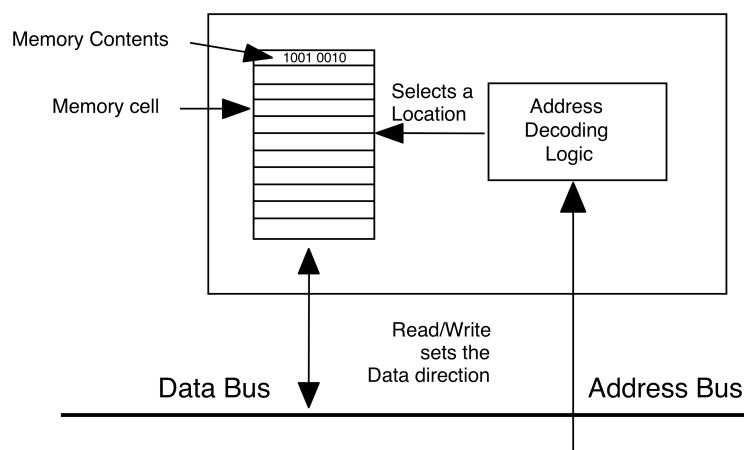 Memory Contents
1001 0010
Memory cell
Selects a
Location
Address
Decoding
Logic
Read/Write
sets the
Data direction
Data Bus
Address Bus